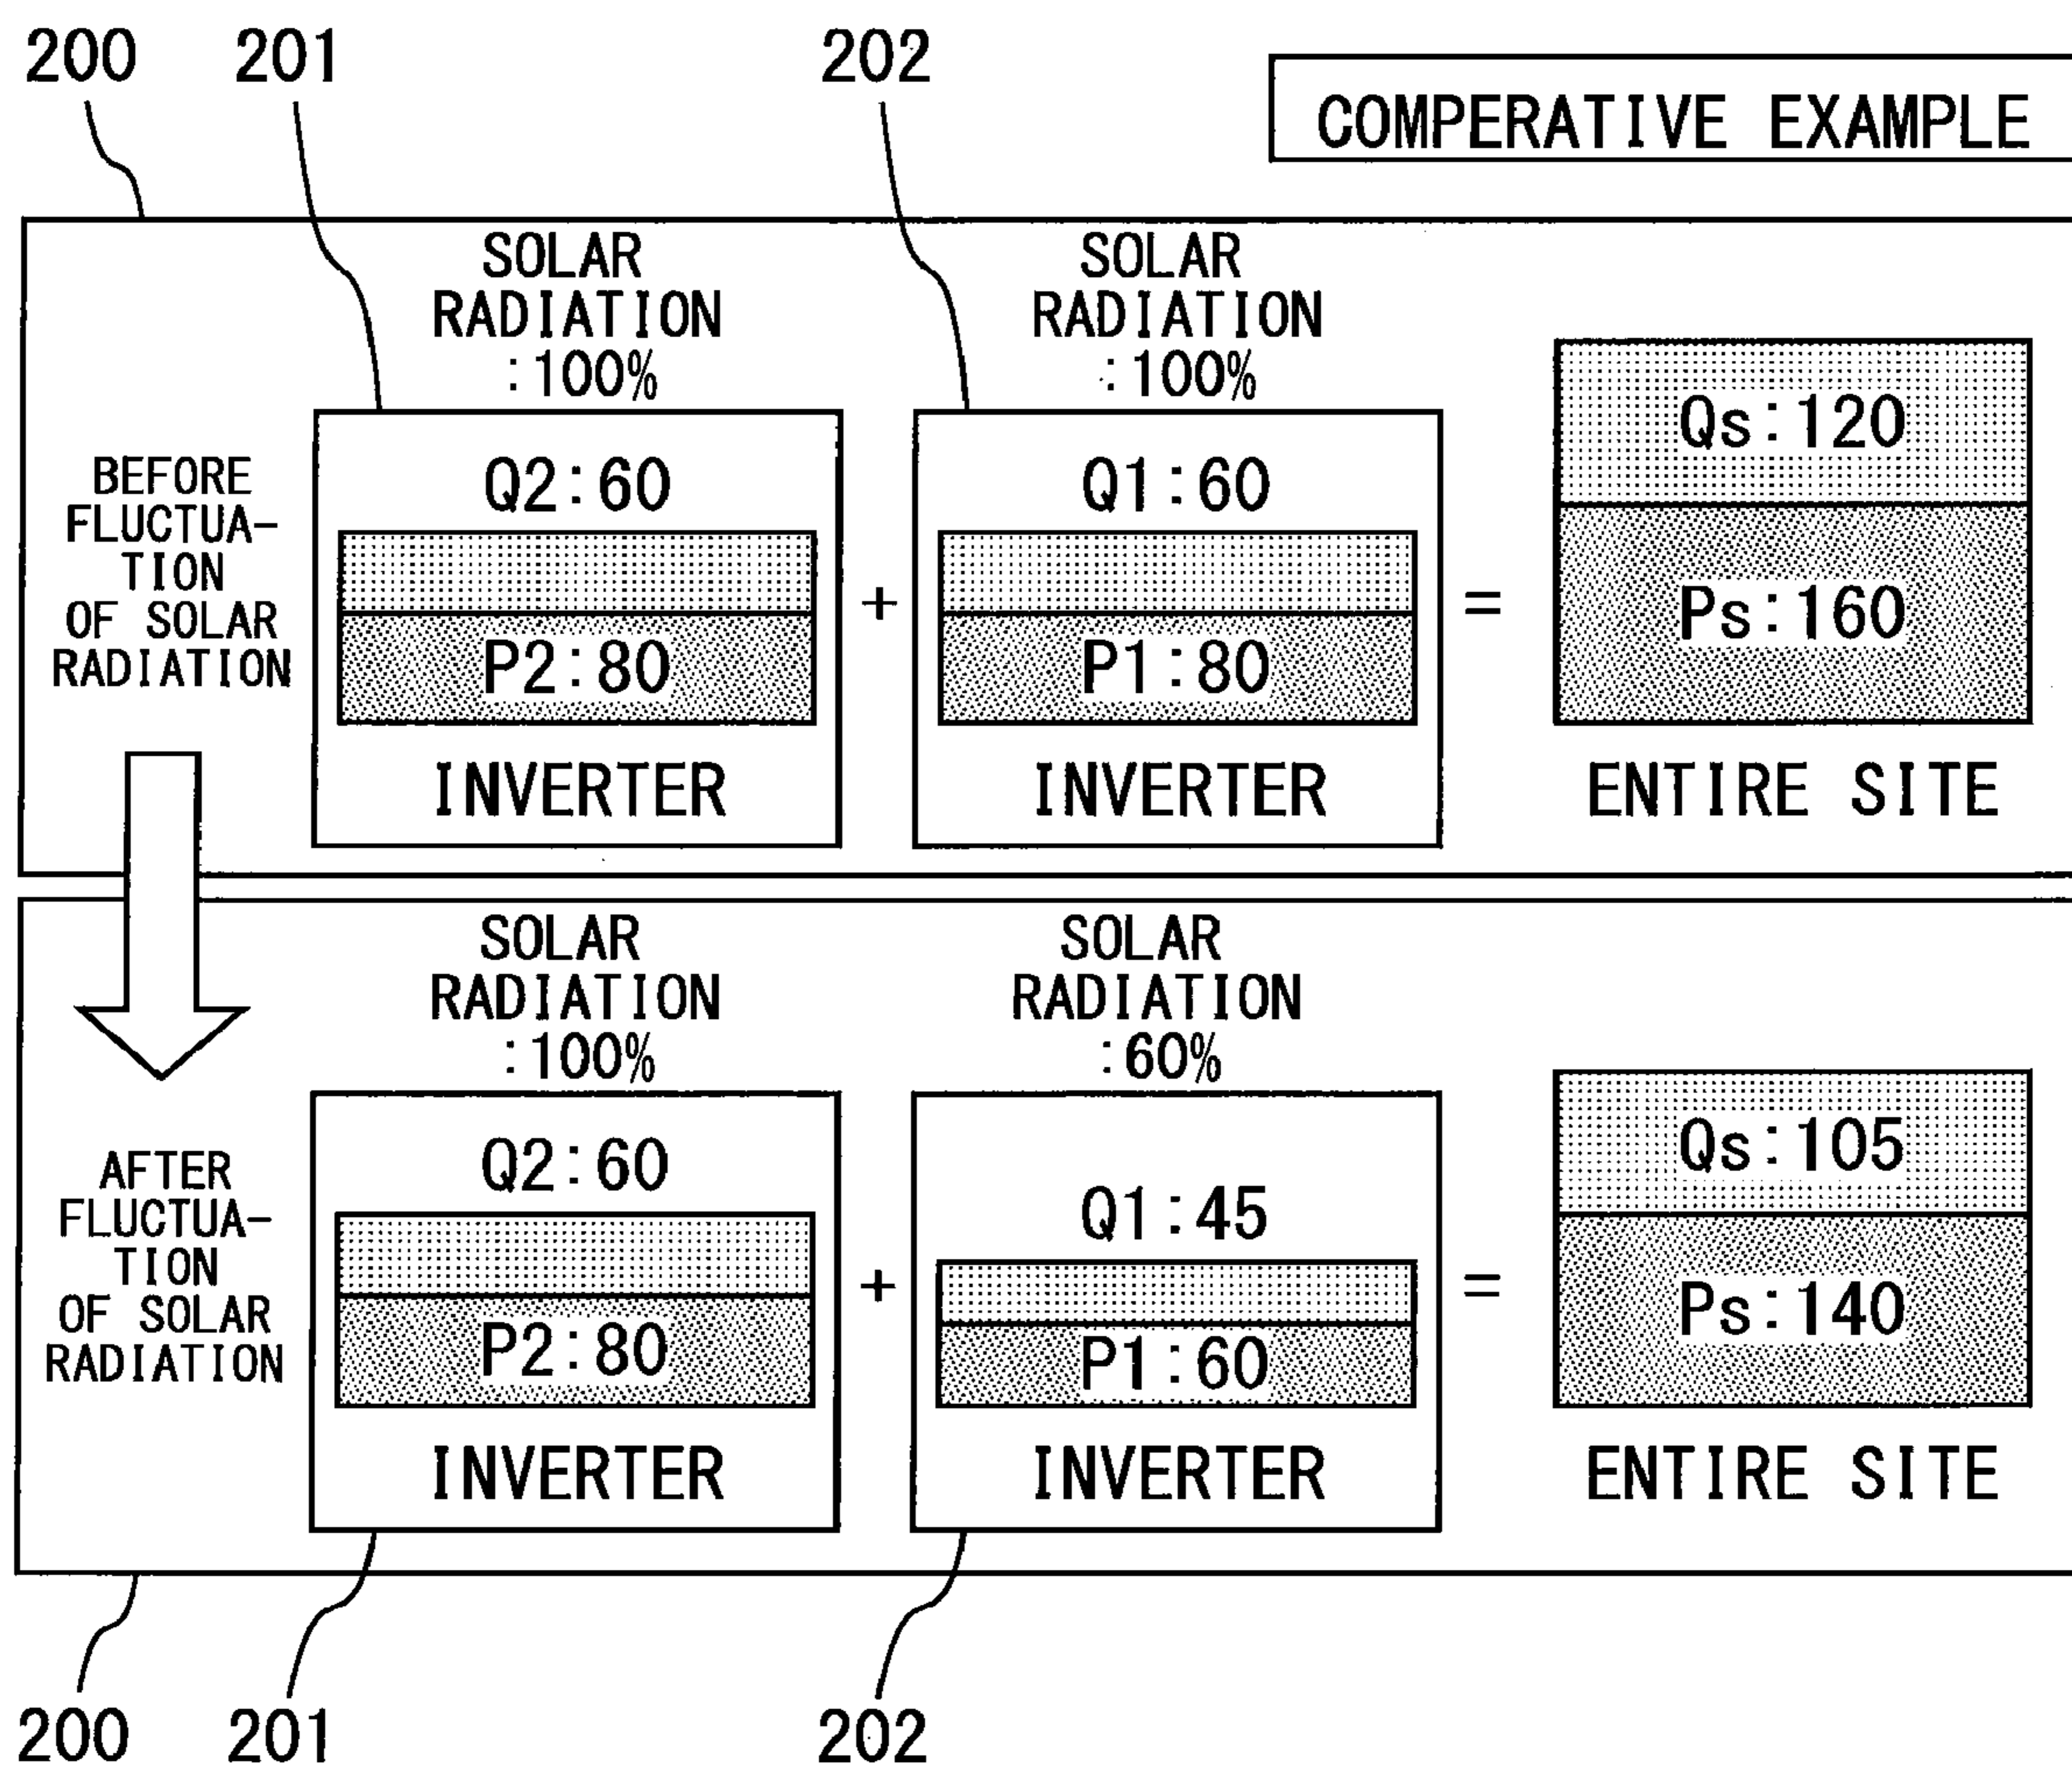 200
201
202
COMPERATIVE EXAMPLE
BEFORE
FLUCTUA-
TION
OF SOLAR
RADIATION
SOLAR
RADIATION
:100%
Q2:60
P2:80
INVERTER
+
SOLAR
RADIATION
:100%
Q1:60
P1:80
INVERTER
=
Qs:120
Ps:160
ENTIRE SITE
AFTER
FLUCTUA-
TION
OF SOLAR
RADIATION
SOLAR
RADIATION
:100%
Q2:60
P2:80
INVERTER
+
SOLAR
RADIATION
:60%
Q1:45
P1:60
INVERTER
=
Qs:105
Ps:140
ENTIRE SITE
200
201
202